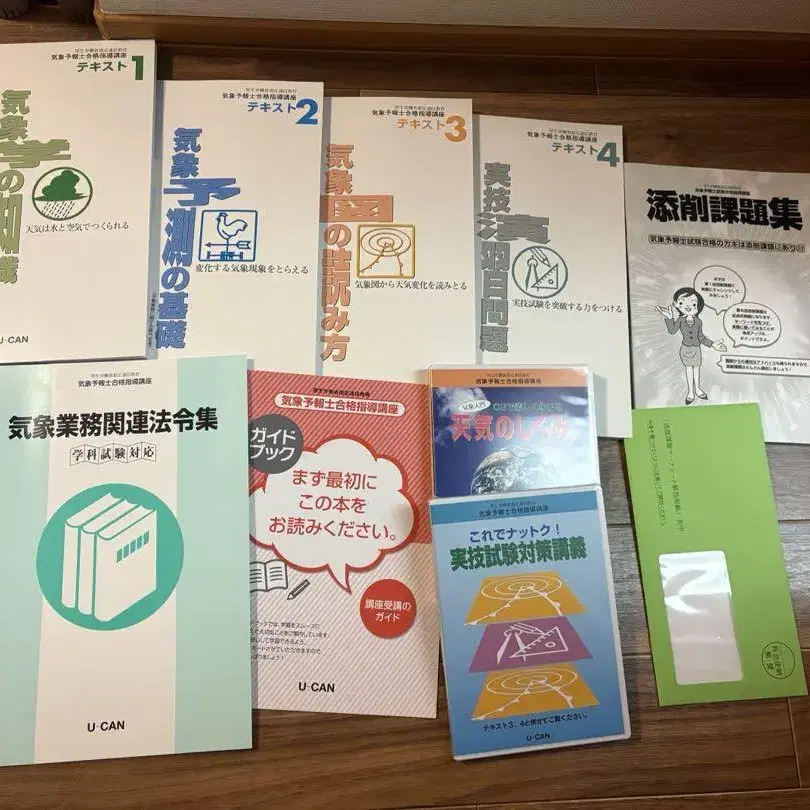 気象予報士合格指導講座
テキスト1
気象学の知識
天気は水と空気でつくられる
U-CAN
気象予報士合格指導講座
テキスト2
気象予測の基礎
変化する気象現象をとらえる
気象予報士合格指導講座
テキスト3
気象図の読み方
気象図から天気変化を読みとる
気象予報士合格指導講座
テキスト4
実技演習問題
実技試験を突破する力をつける
添削課題集
気象予報士試験合格のカギは添削課題にあり!!
気象予報士合格指導講座
気象業務関連法令集
学科試験対応
U-CAN
気象予報士合格指導講座
ガイド
ブック
まず最初に
この本を
お読みください。
講座受講の
ガイド
U-CAN
気象予報士合格指導講座
気象入門
天気のしくみ
気象予報士合格指導講座
これでナットク!
実技試験対策講義
テキスト3、4と併せてご覧ください。
U-CAN